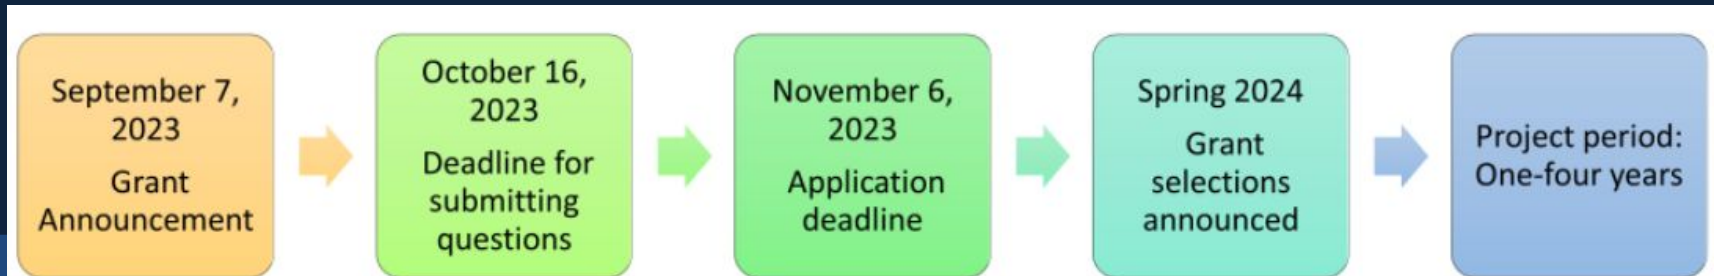 September 7,
2023
Grant
Announcement
October 16,
2023
Deadline for
submitting
questions
November 6,
2023
Application
deadline
Spring 2024
Grant
selections
announced
Project period:
One-four years